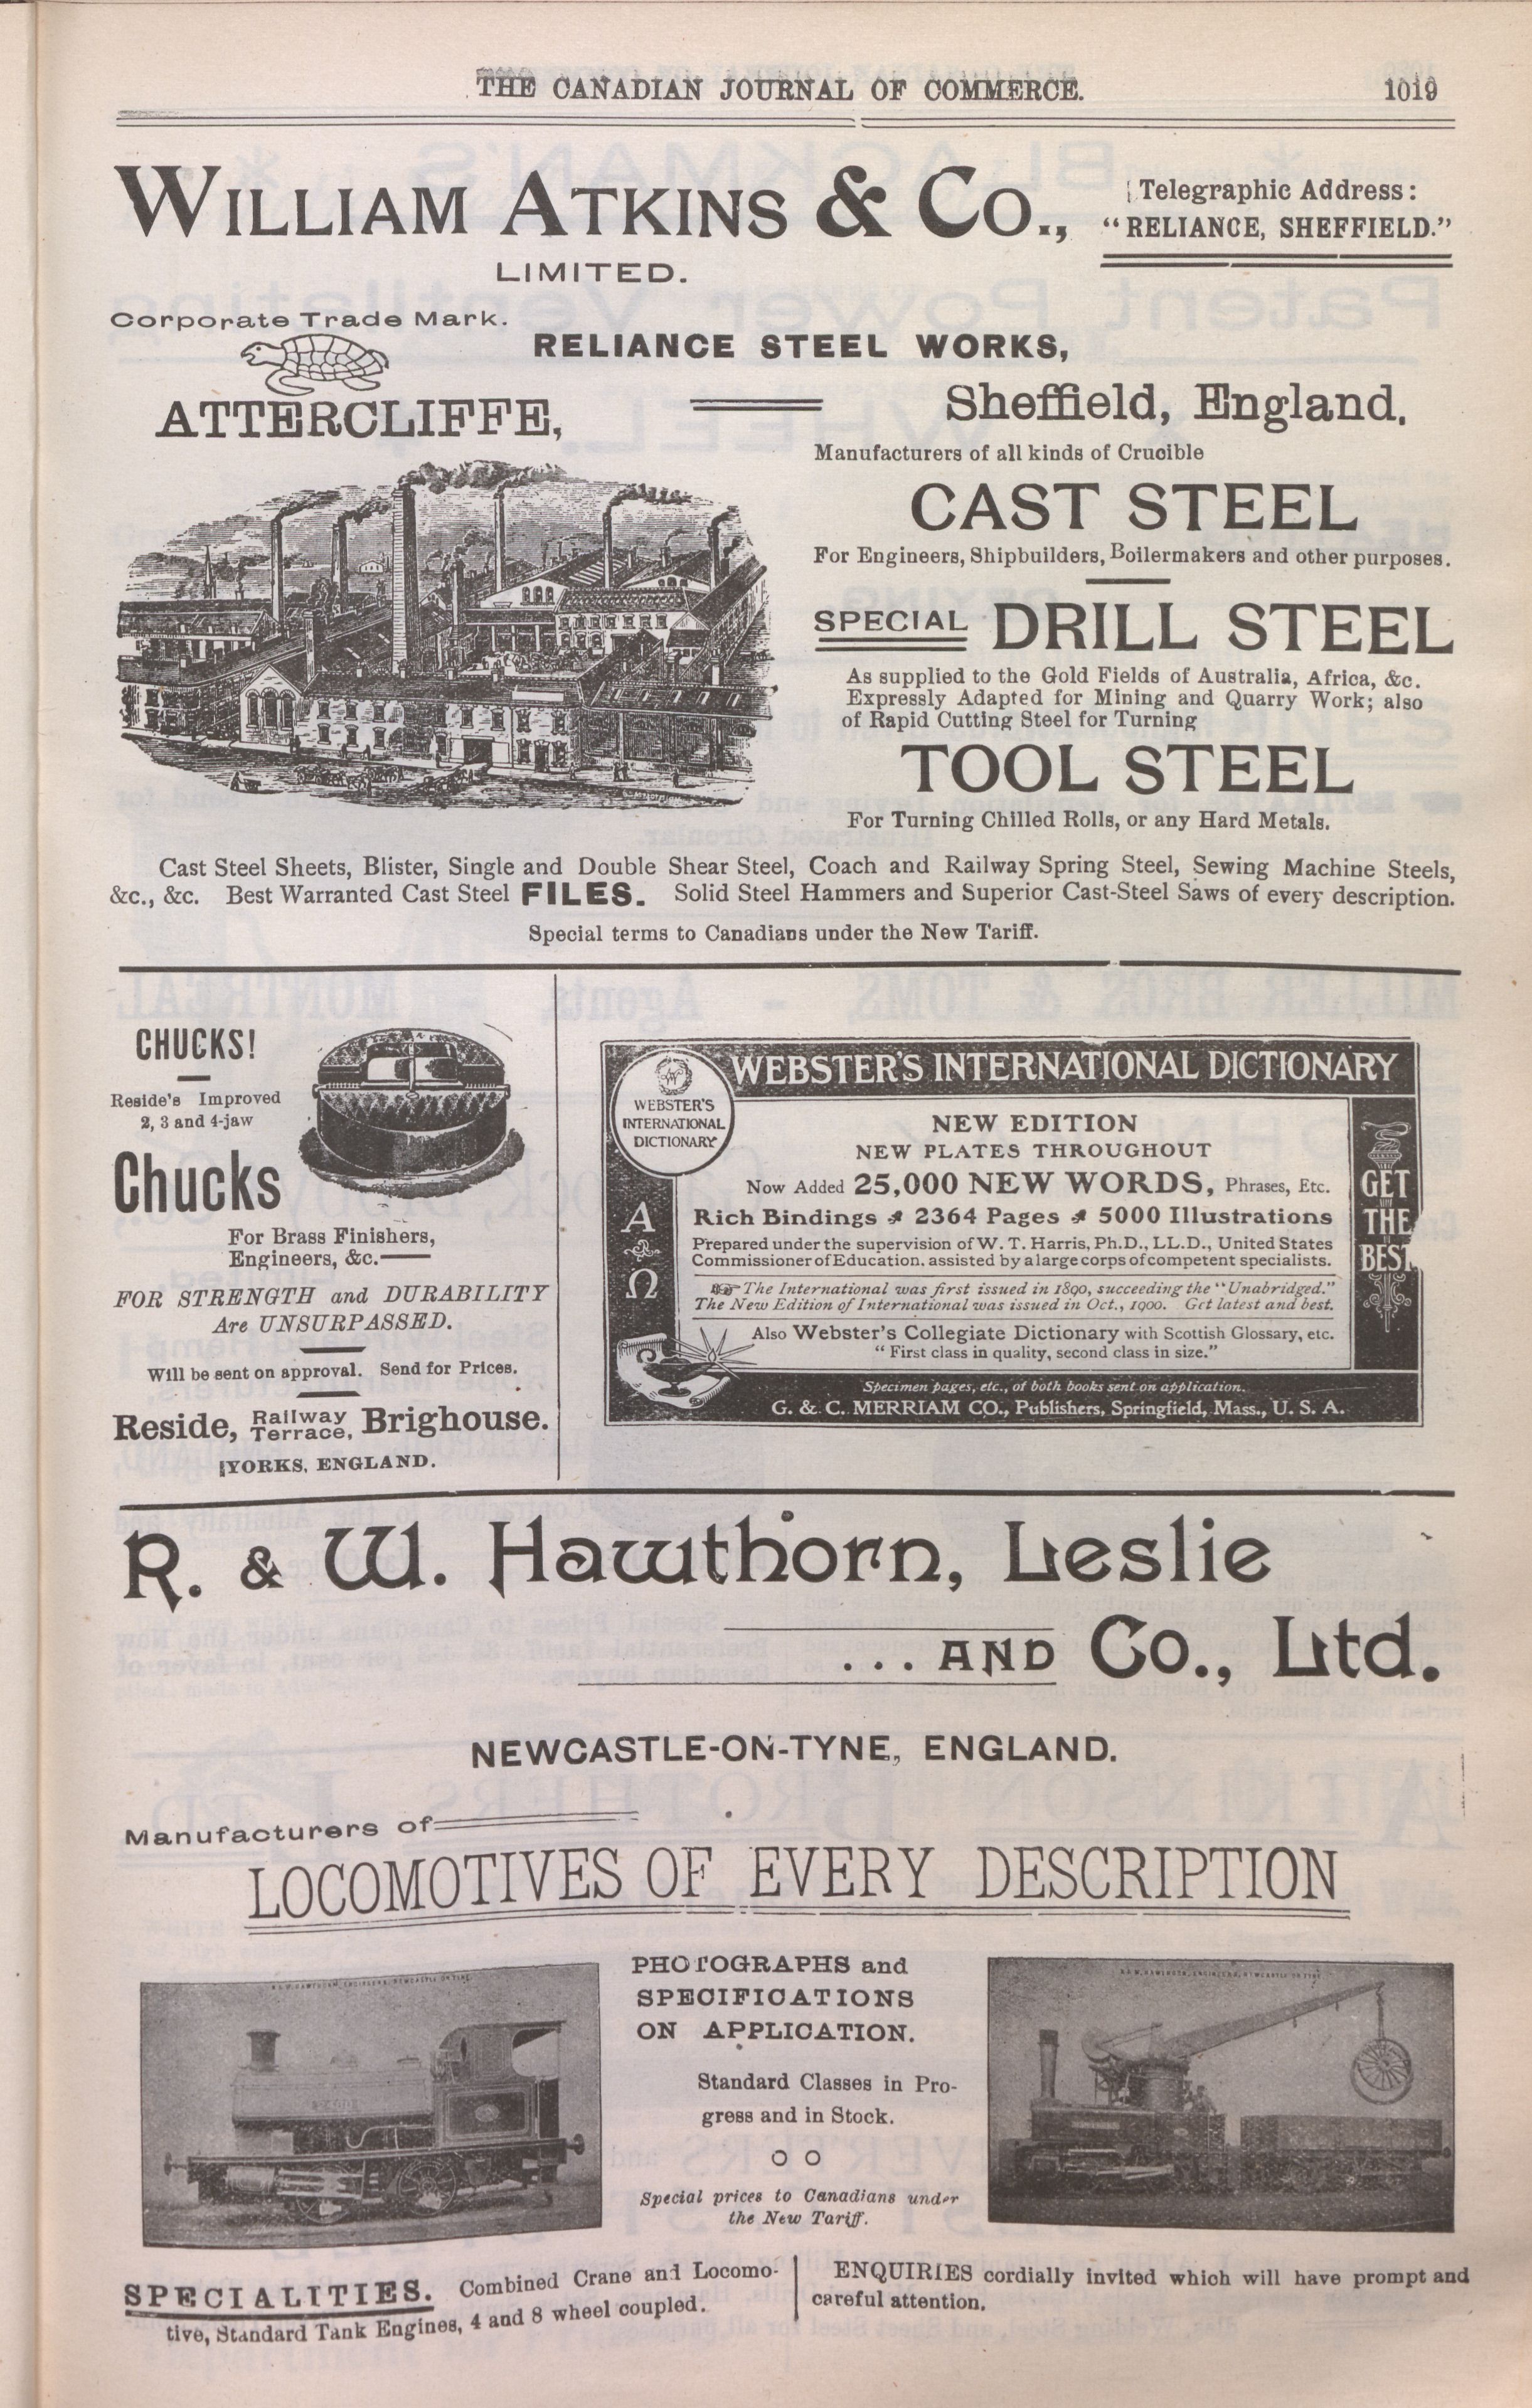 THE CANADIAN JOURNAL OF COMMERCE.
1019
WILLIAM ATKINS & Co.,
LIMITED.
Telegraphic Address:
"RELIANCE, SHEFFIELD."
Corporate Trade Mark.
RELIANCE STEEL WORKS,
ATTERCLIFFE,
Sheffield, England.
Manufacturers of all kinds of Crucible
CAST STEEL
For Engineers, Shipbuilders, Boilermakers and other purposes.
SPECIAL DRILL STEEL
As supplied to the Gold Fields of Australia, Africa, &c.
Expressly Adapted for Mining and Quarry Work; also
of Rapid Cutting Steel for Turning
TOOL STEEL
For Turning Chilled Rolls, or any Hard Metals.
Cast Steel Sheets, Blister, Single and Double Shear Steel, Coach and Railway Spring Steel, Sewing Machine Steels,
&c., &c. Best Warranted Cast Steel FILES. Solid Steel Hammers and Superior Cast-Steel Saws of every description.
Special terms to Canadians under the New Tariff.
CHUCKS!
Reside's Improved
2, 3 and 4-jaw
Chucks
For Brass Finishers,
Engineers, &c.
FOR STRENGTH and DURABILITY
Are UNSURPASSED.
Will be sent on approval. Send for Prices.
Reside, Railway Terrace, Brighouse.
YORKS, ENGLAND.
WEBSTER'S INTERNATIONAL DICTIONARY
WEBSTER'S
INTERNATIONAL
DICTIONARY
NEW EDITION
NEW PLATES THROUGHOUT
Now Added 25,000 NEW WORDS, Phrases, Etc.
Rich Bindings 2364 Pages 5000 Illustrations
Prepared under the supervision of W. T. Harris, Ph.D., LL.D., United States
Commissioner of Education, assisted by a large corps of competent specialists.
The International was first issued in 1890, succeeding the "Unabridged."
The New Edition of International was issued in Oct., 1900. Get latest and best.
Also Webster's Collegiate Dictionary with Scottish Glossary, etc.
"First class in quality, second class in size."
Specimen pages, etc., of both books sent on application.
G. & C. MERRIAM CO., Publishers, Springfield, Mass., U. S. A.
A
Ω
GET
THE
BEST
R. & W. Hawthorn, Leslie
... AND Co., Ltd.
NEWCASTLE-ON-TYNE, ENGLAND.
Manufacturers of
LOCOMOTIVES OF EVERY DESCRIPTION
PHOTOGRAPHS and
SPECIFICATIONS
ON APPLICATION.
Standard Classes in Pro-
gress and in Stock.
Special prices to Canadians under
the New Tariff.
SPECIALITIES. Combined Crane and Locomo-
tive, Standard Tank Engines, 4 and 8 wheel coupled.
ENQUIRIES cordially invited which will have prompt and
careful attention.